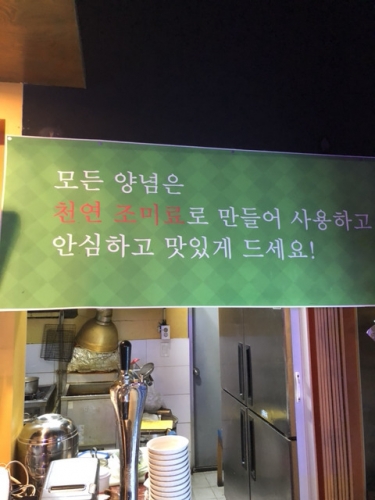 모든 양념은
천연 조미료로 만들어 사용하고
안심하고 맛있게 드세요!